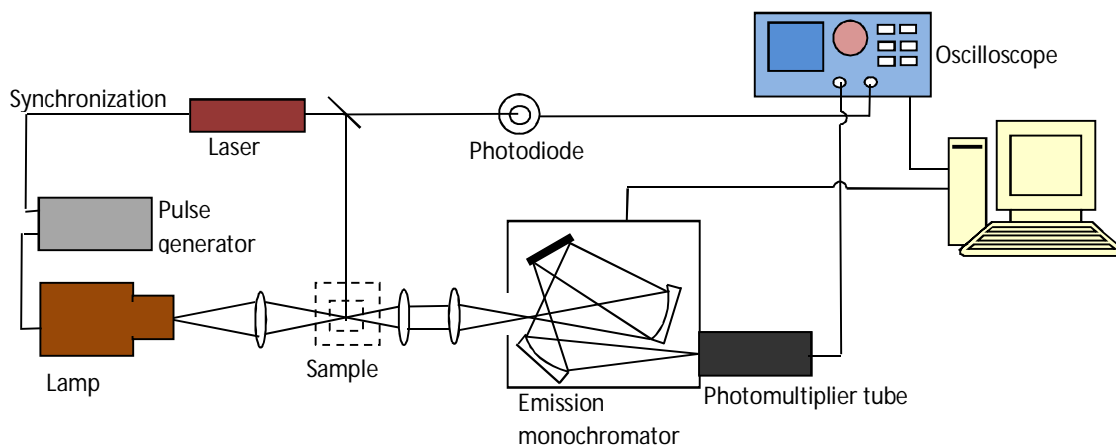 Oscilloscope
Synchronization
Laser
Photodiode
Pulse
generator
Lamp
Sample
Emission
monochromator
Photomultiplier tube